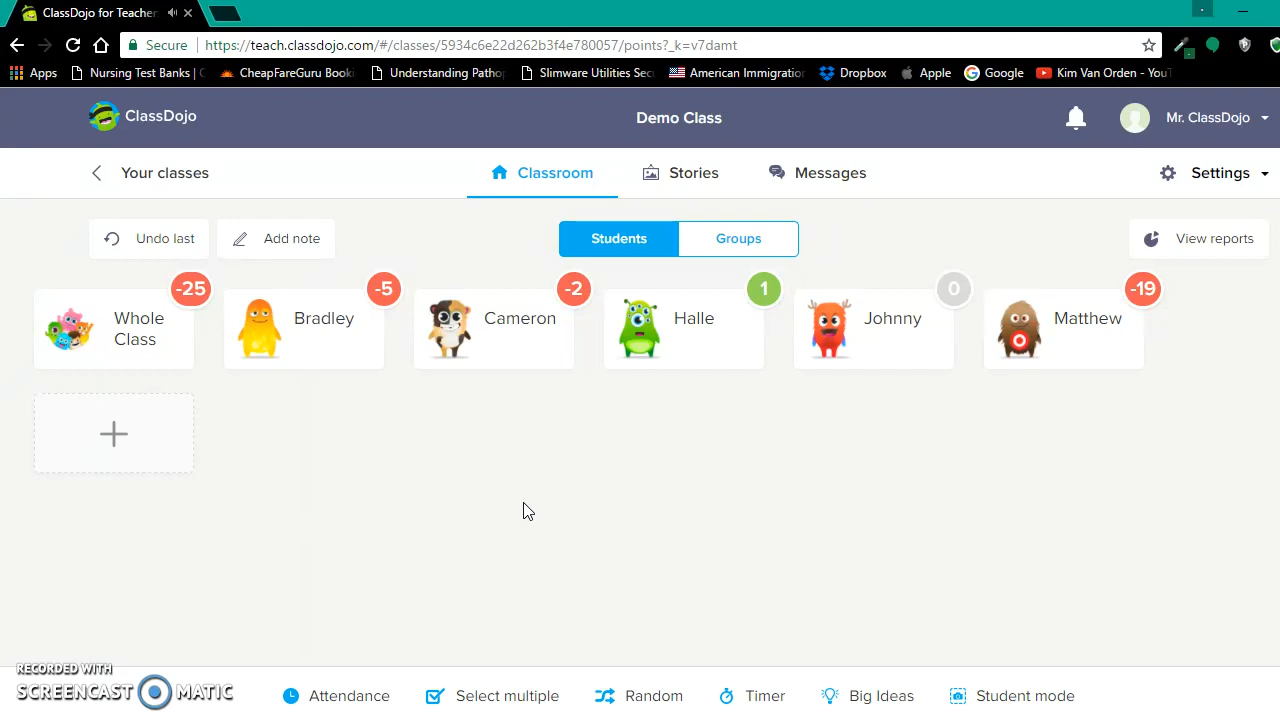 ClassDojo for Teacher
Secure https://teach.classdojo.com/#/classes/5934c6e22d262b3f4e780057/points?_k=v7damt
Apps Nursing Test Banks | CheapFareGuru Booki Understanding Pathop Slimware Utilities Sec American Immigratio Dropbox Apple Google Kim Van Orden - You
ClassDojo Demo Class Mr. ClassDojo
Your classes Classroom Stories Messages Settings
Undo last Add note Students Groups View reports
-25 -5 -2 1 0 -19
Whole Bradley Cameron Halle Johnny Matthew
Class
RECORDED WITH
SCREENCAST MATIC Attendance Select multiple Random Timer Big Ideas Student mode